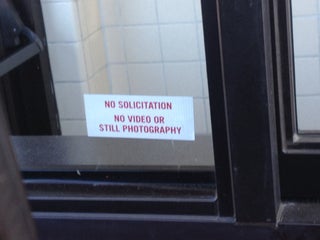 NO SOLICITATION
NO VIDEO OR
STILL PHOTOGRAPHY